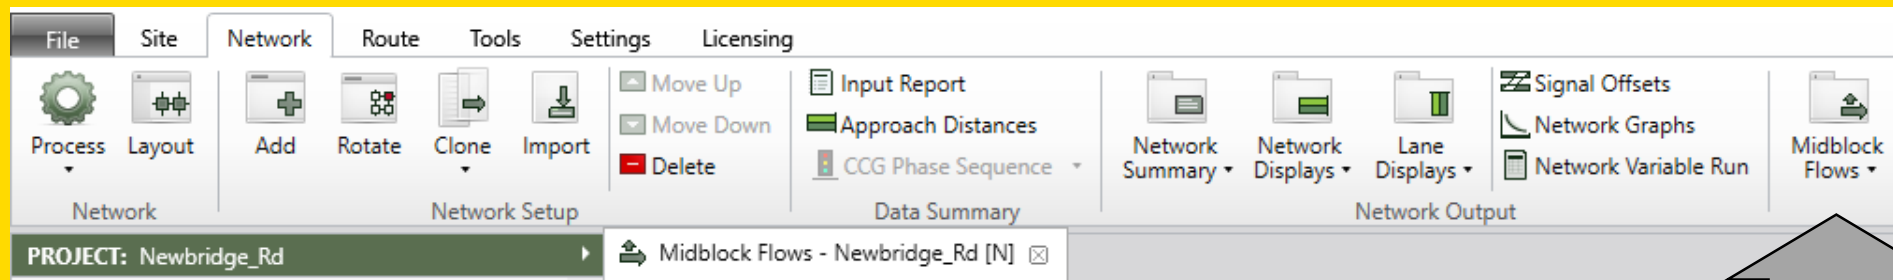 File Site Network Route Tools Settings Licensing
Process Layout Add Rotate Clone Import
Move Up
Move Down
Delete
Input Report
Approach Distances
CCG Phase Sequence
Network Summary
Network Displays
Lane Displays
Signal Offsets
Network Graphs
Network Variable Run
Midblock Flows
Network Network Setup Data Summary Network Output
PROJECT: Newbridge_Rd
Midblock Flows - Newbridge_Rd [N]